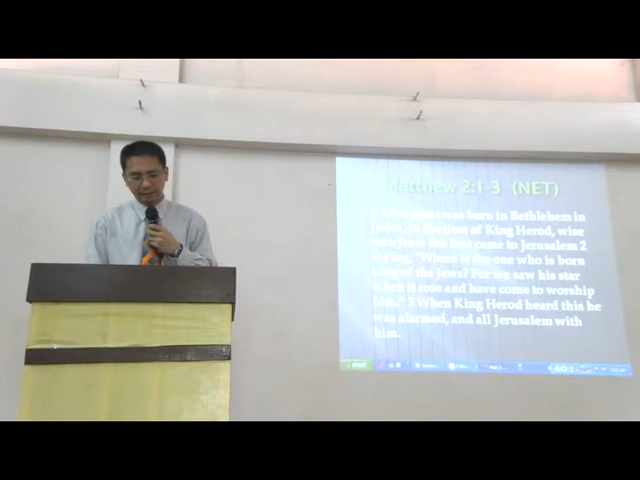 Matthew 2:1-3 (NET)
1 After Jesus was born in Bethlehem in
Judea, in the time of King Herod, wise
men from the East came to Jerusalem 2
saying, "Where is the one who is born
king of the Jews? For we saw his star
when it rose and have come to worship
him." 3 When King Herod heard this he
was alarmed, and all Jerusalem with
him.
start